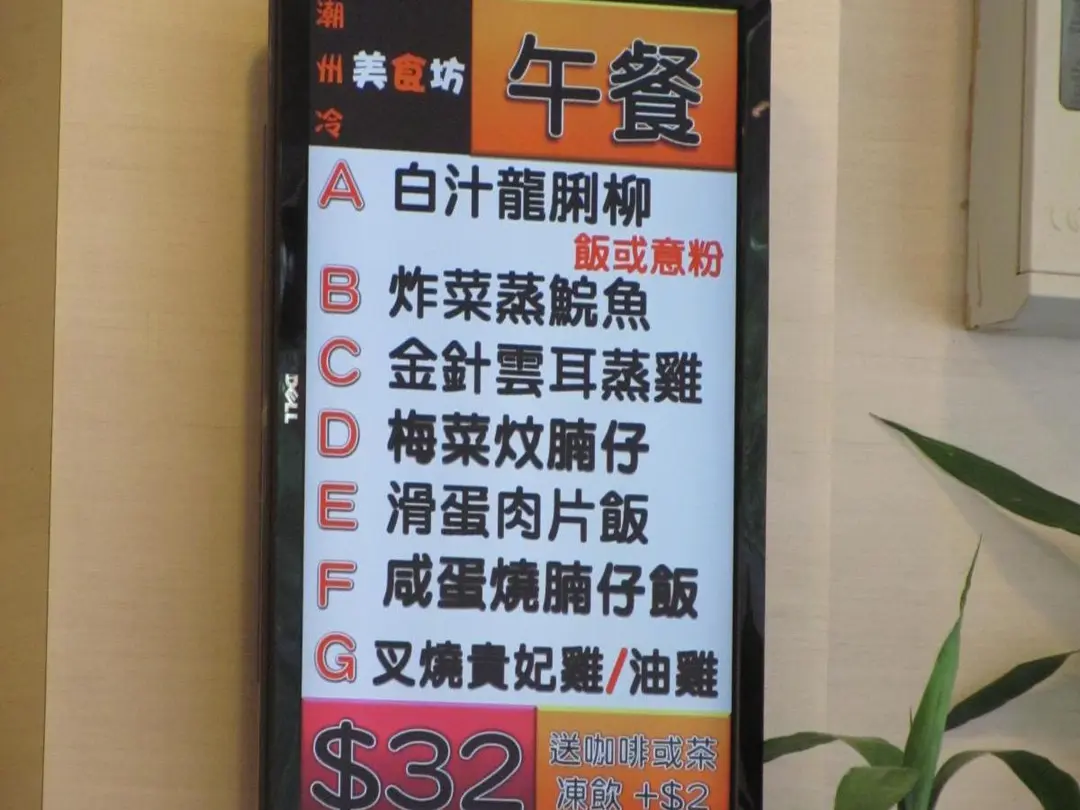 潮州冷
美食坊
午餐
A 白汁龍脷柳
飯或意粉
B 炸菜蒸鯇魚
C 金針雲耳蒸雞
D 梅菜炆腩仔
E 滑蛋肉片飯
F 咸蛋燒腩仔飯
G 叉燒貴妃雞/油雞
$32
送咖啡或茶
凍飲 +$2
DELL